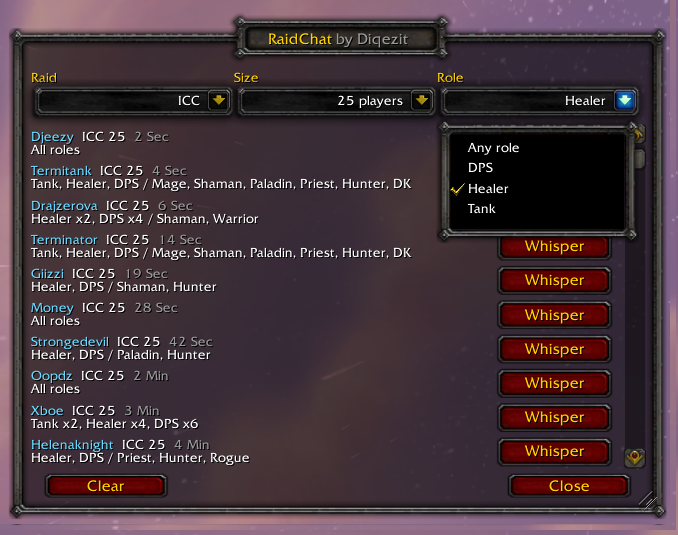 RaidChat by Diqezit
Raid Size Role
ICC 25 players Healer
Djeezy ICC 25 2 Sec
All roles
Any role
DPS
Healer
Tank
Termitank ICC 25 4 Sec
Tank, Healer, DPS / Mage, Shaman, Paladin, Priest, Hunter, DK
Drajzerova ICC 25 6 Sec
Healer x2, DPS x4 / Shaman, Warrior
Terminator ICC 25 14 Sec
Tank, Healer, DPS / Mage, Shaman, Paladin, Priest, Hunter, DK
Whisper
Giizzi ICC 25 19 Sec
Healer, DPS / Shaman, Hunter
Whisper
Money ICC 25 28 Sec
All roles
Whisper
Strongedevil ICC 25 42 Sec
Healer, DPS / Paladin, Hunter
Whisper
Oopdz ICC 25 2 Min
All roles
Whisper
Xboe ICC 25 3 Min
Tank x2, Healer x4, DPS x6
Whisper
Helenaknight ICC 25 4 Min
Healer, DPS / Priest, Hunter, Rogue
Whisper
Clear Close